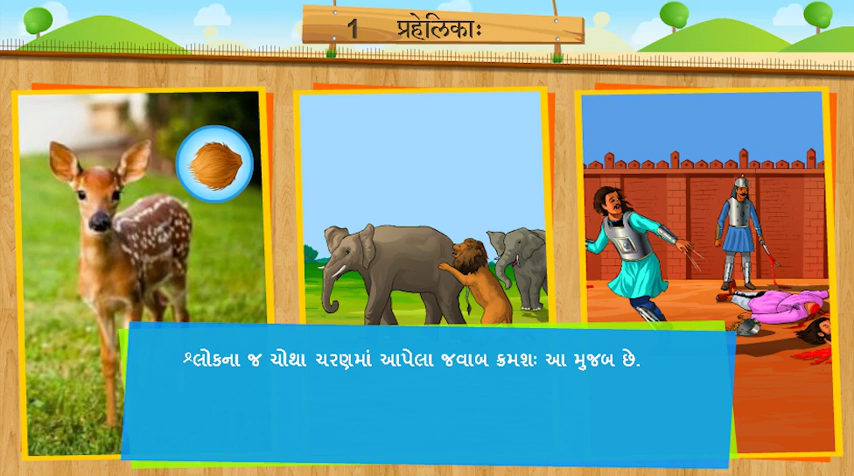 1 प्रहेलिकाः
શ્લોકના જ ચોથા ચરણમાં આપેલા જવાબ ક્રમશઃ આ મુજબ છે.